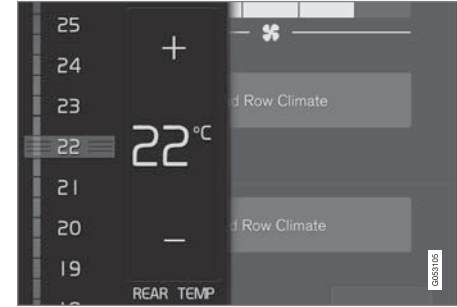 25
24
23
22
21
20
19
+
22°C
−
REAR TEMP
Row Climate
Row Climate
G053105